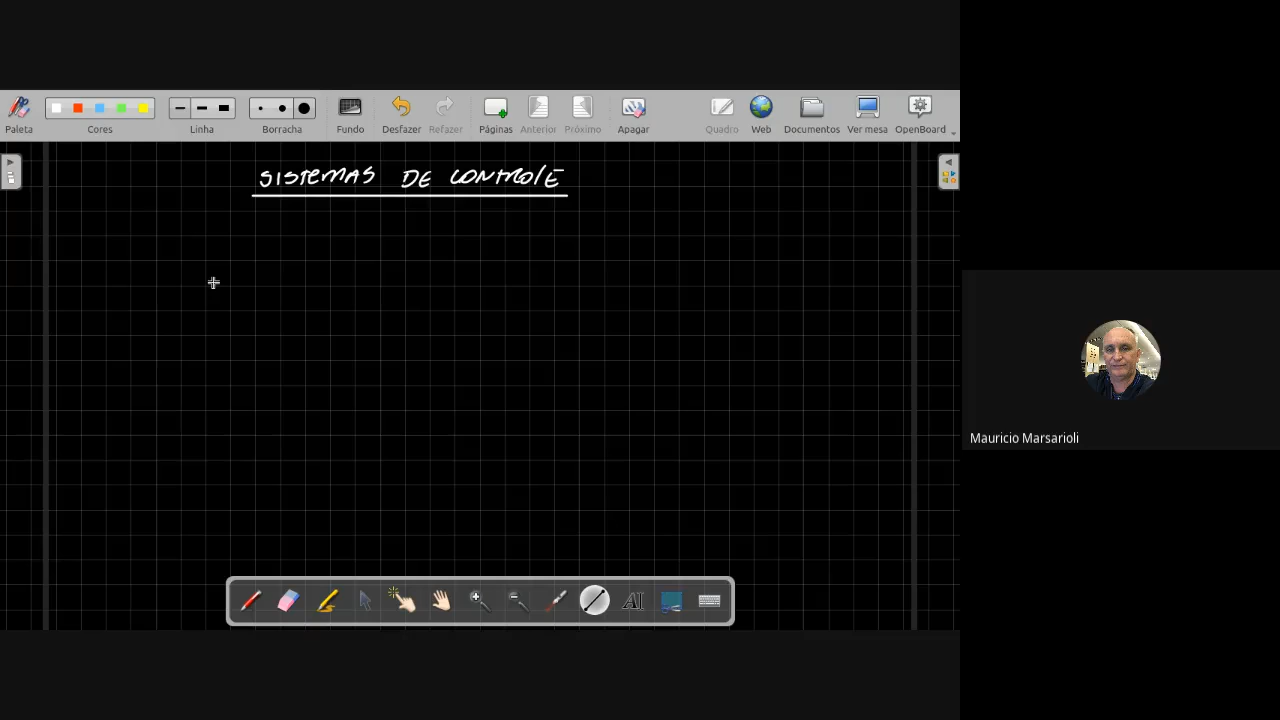 Paleta
Cores
Linha
Borracha
Fundo
Desfazer
Refazer
Páginas
Anterior
Próximo
Apagar
Quadro
Web
Documentos
Ver mesa
OpenBoard
SISTEMAS DE CONTROLE
AI
Mauricio Marsarioli